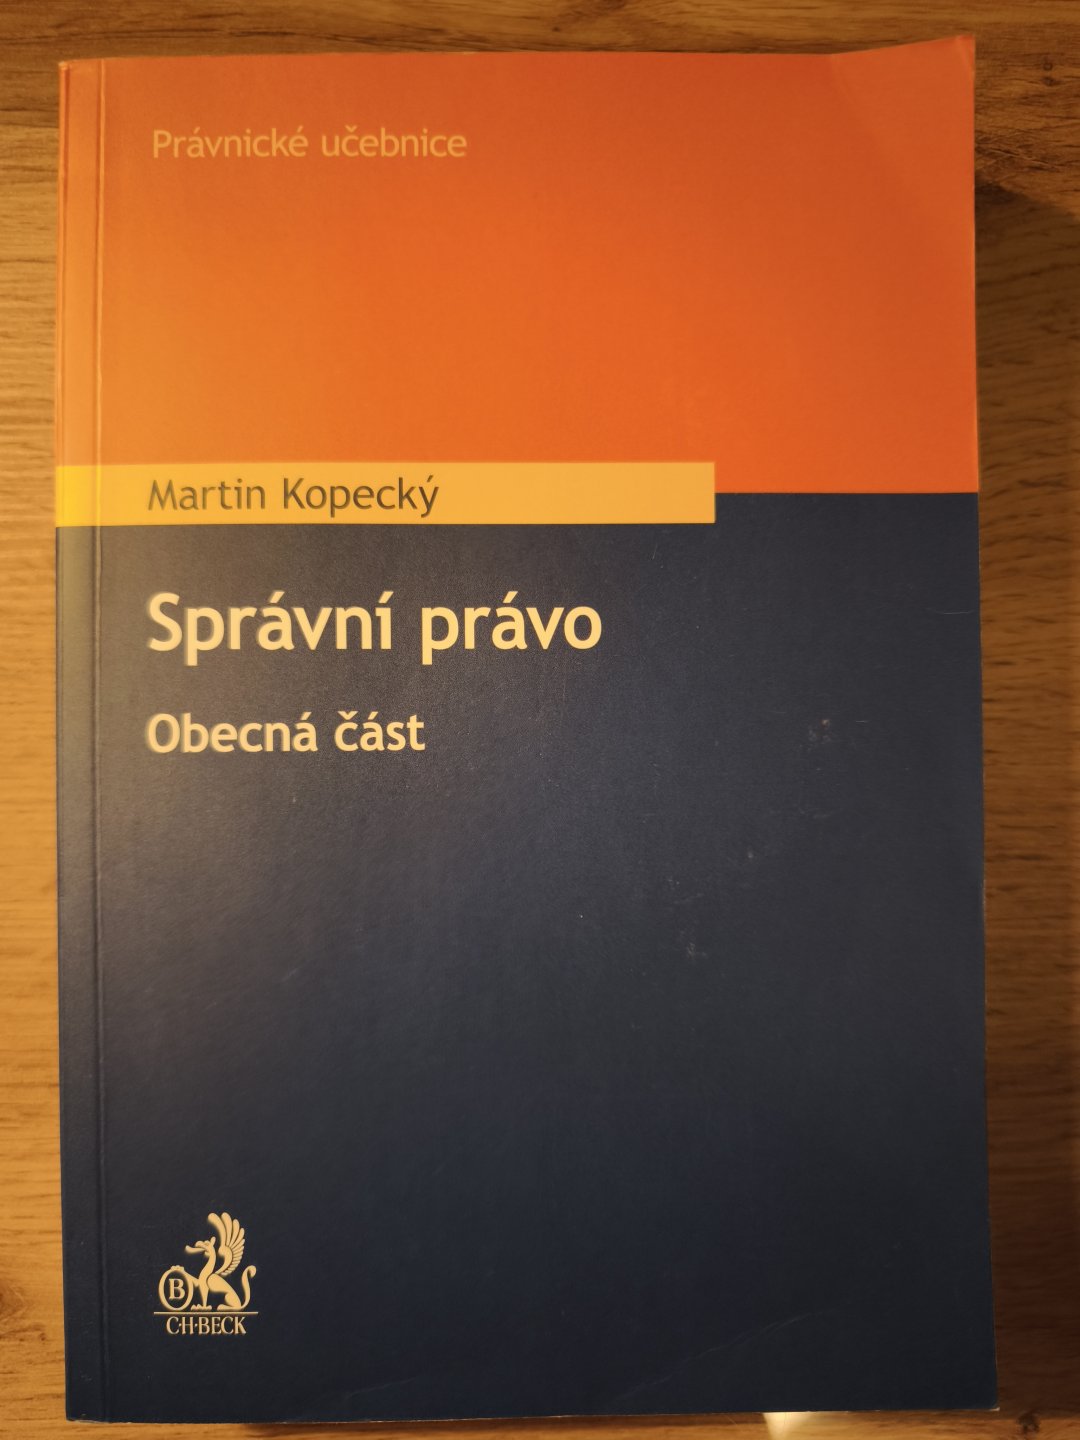 Právnické učebnice
Martin Kopecký
Správní právo
Obecná část
B
C·H·BECK